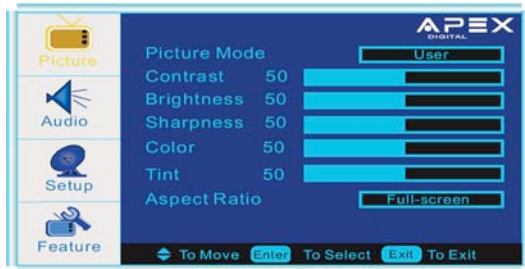 APEX
DIGITAL
Picture
Audio
Setup
Feature
Picture Mode User
Contrast 50
Brightness 50
Sharpness 50
Color 50
Tint 50
Aspect Ratio Full-screen
To Move Enter To Select Exit To Exit